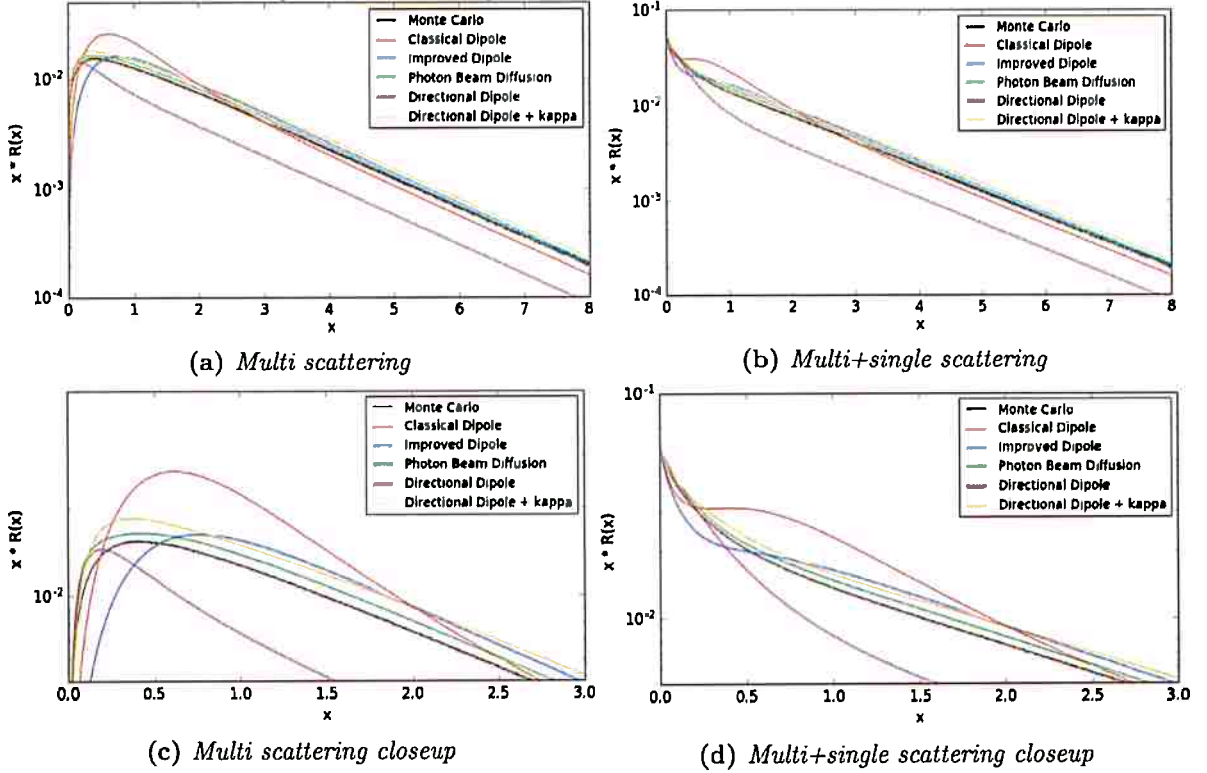 Monte Carlo
Classical Dipole
Improved Dipole
Photon Beam Diffusion
Directional Dipole
Directional Dipole + kappa
x * R(x)
10^-2
10^-3
10^-4
0 1 2 3 4 5 6 7 8
x
(a) Multi scattering
Monte Carlo
Classical Dipole
Improved Dipole
Photon Beam Diffusion
Directional Dipole
Directional Dipole + kappa
x * R(x)
10^-1
10^-2
10^-3
10^-4
0 1 2 3 4 5 6 7 8
x
(b) Multi+single scattering
Monte Carlo
Classical Dipole
Improved Dipole
Photon Beam Diffusion
Directional Dipole
Directional Dipole + kappa
x * R(x)
10^-2
0.0 0.5 1.0 1.5 2.0 2.5 3.0
x
(c) Multi scattering closeup
Monte Carlo
Classical Dipole
Improved Dipole
Photon Beam Diffusion
Directional Dipole
Directional Dipole + kappa
x * R(x)
10^-1
10^-2
0.0 0.5 1.0 1.5 2.0 2.5 3.0
x
(d) Multi+single scattering closeup